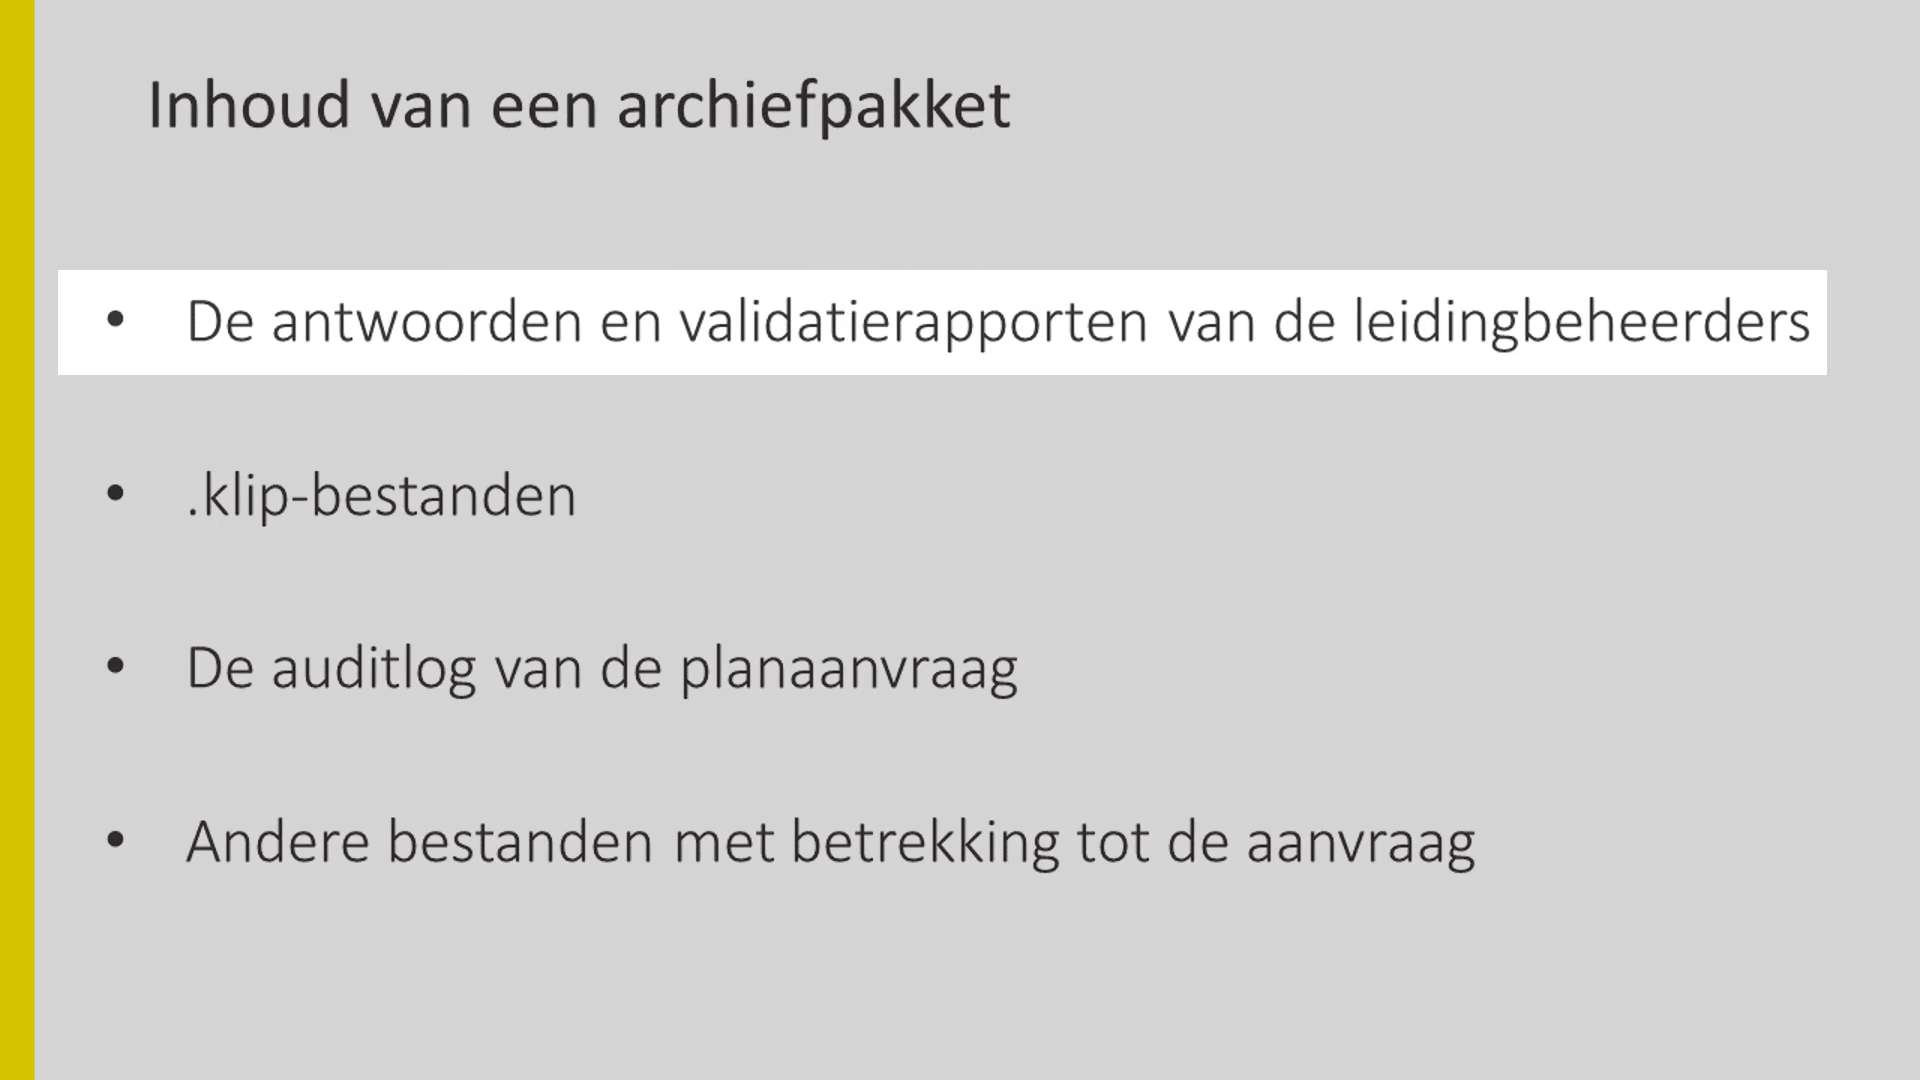 Inhoud van een archiefpakket
• De antwoorden en validatierapporten van de leidingbeheerders
• .klip-bestanden
• De auditlog van de planaanvraag
• Andere bestanden met betrekking tot de aanvraag